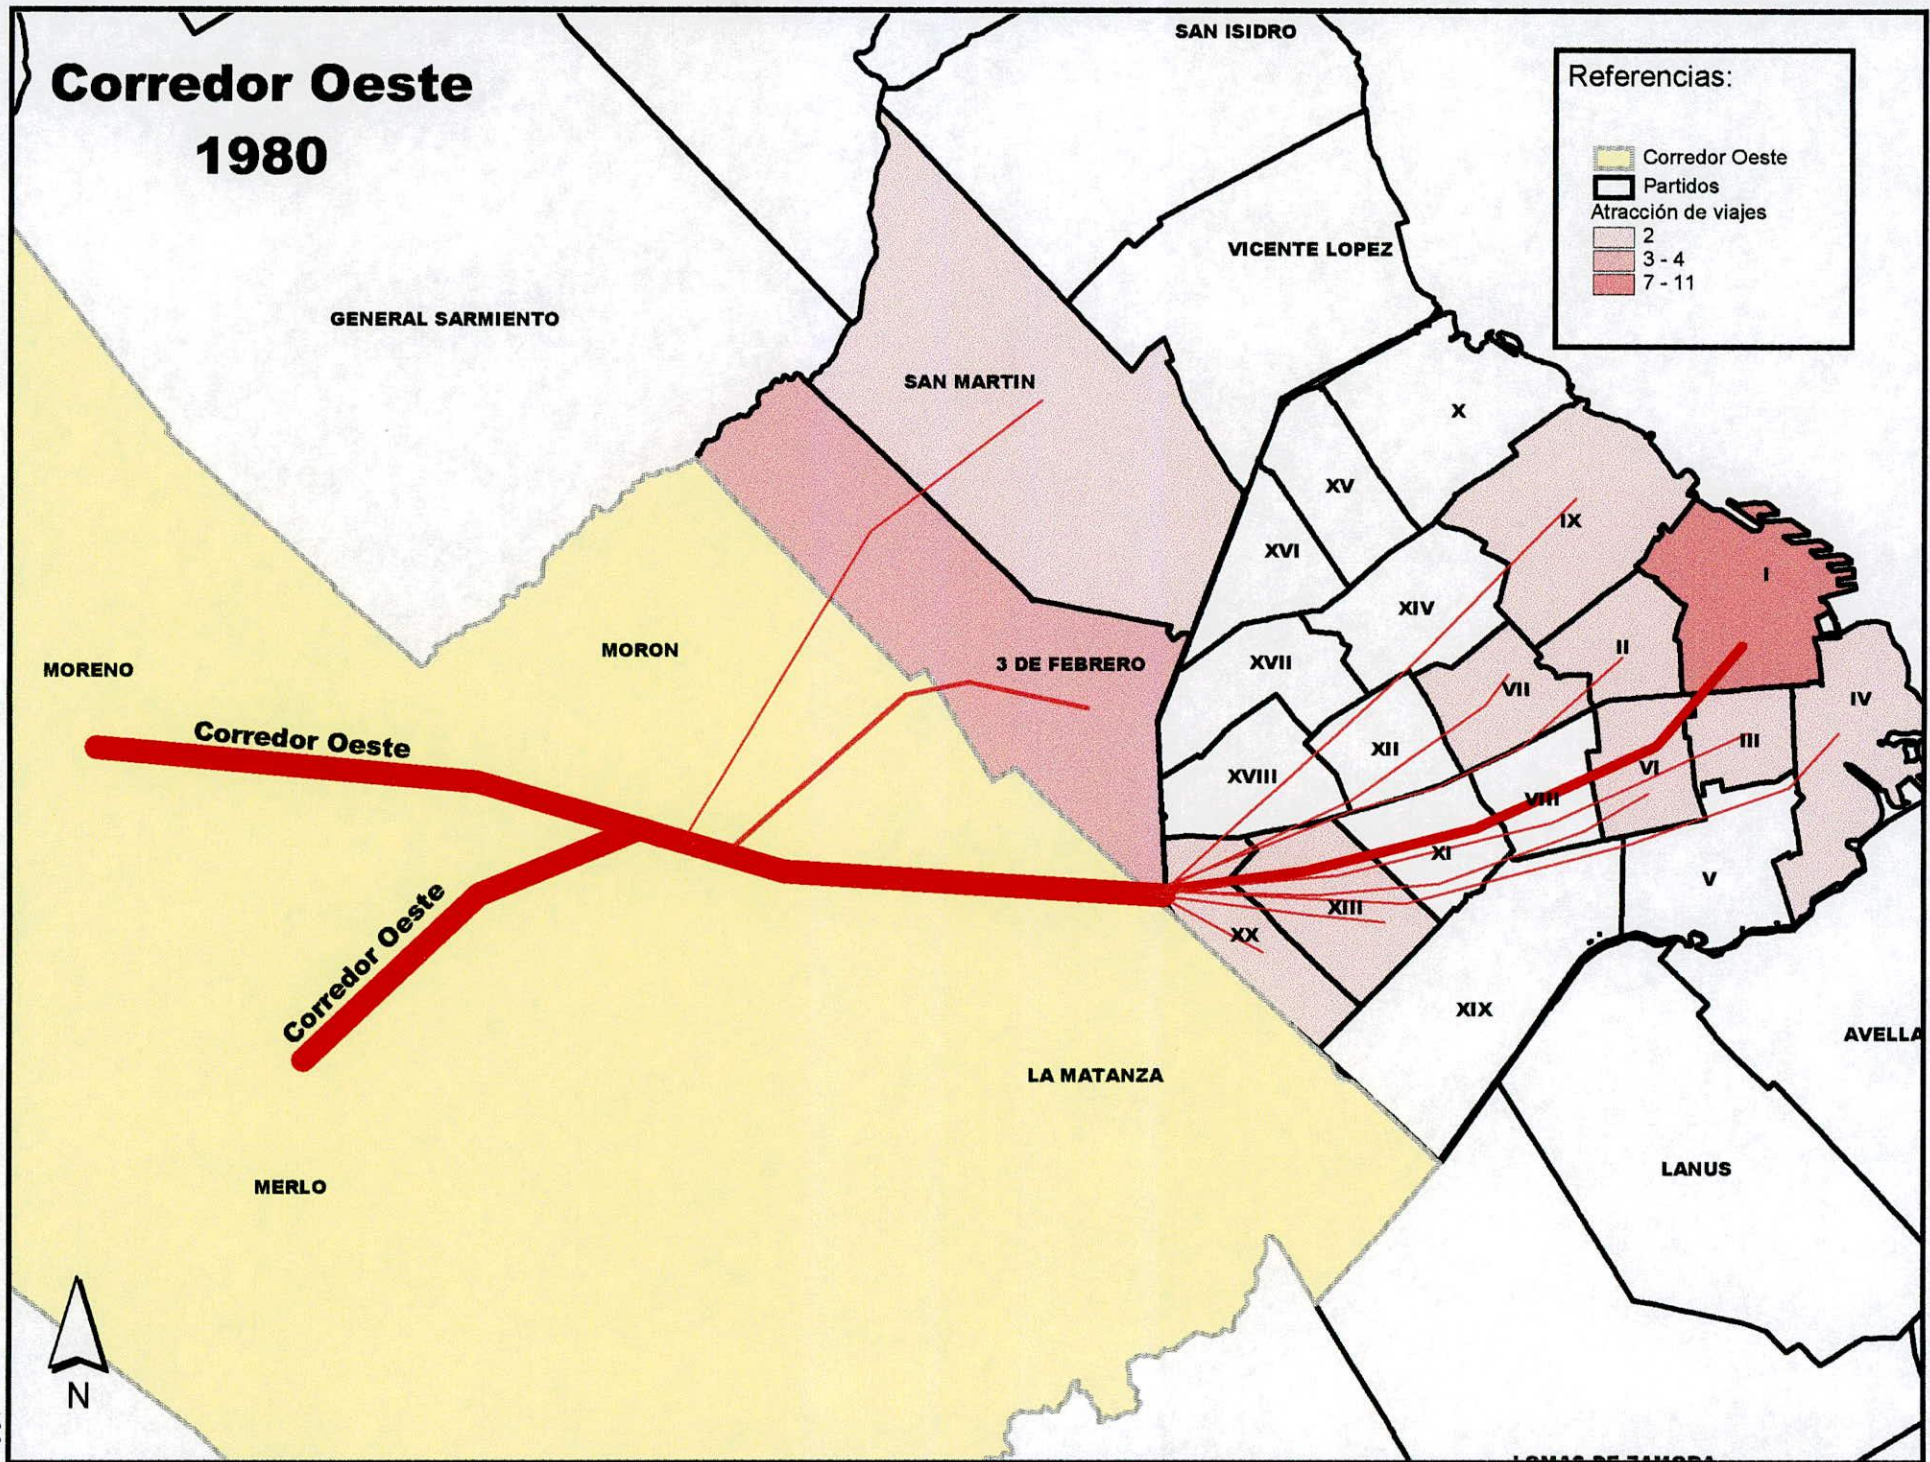 Corredor Oeste
1980
SAN ISIDRO
Referencias:
Corredor Oeste
Partidos
Atracción de viajes
2
3 - 4
7 - 11
VICENTE LOPEZ
GENERAL SARMIENTO
SAN MARTIN
X
XV
IX
XVI
I
XIV
MORON
3 DE FEBRERO
XVII
II
MORENO
VII
IV
Corredor Oeste
XII
III
XVIII
VI
VIII
XI
V
Corredor Oeste
XIII
XX
XIX
AVELLA
LA MATANZA
LANUS
MERLO
N